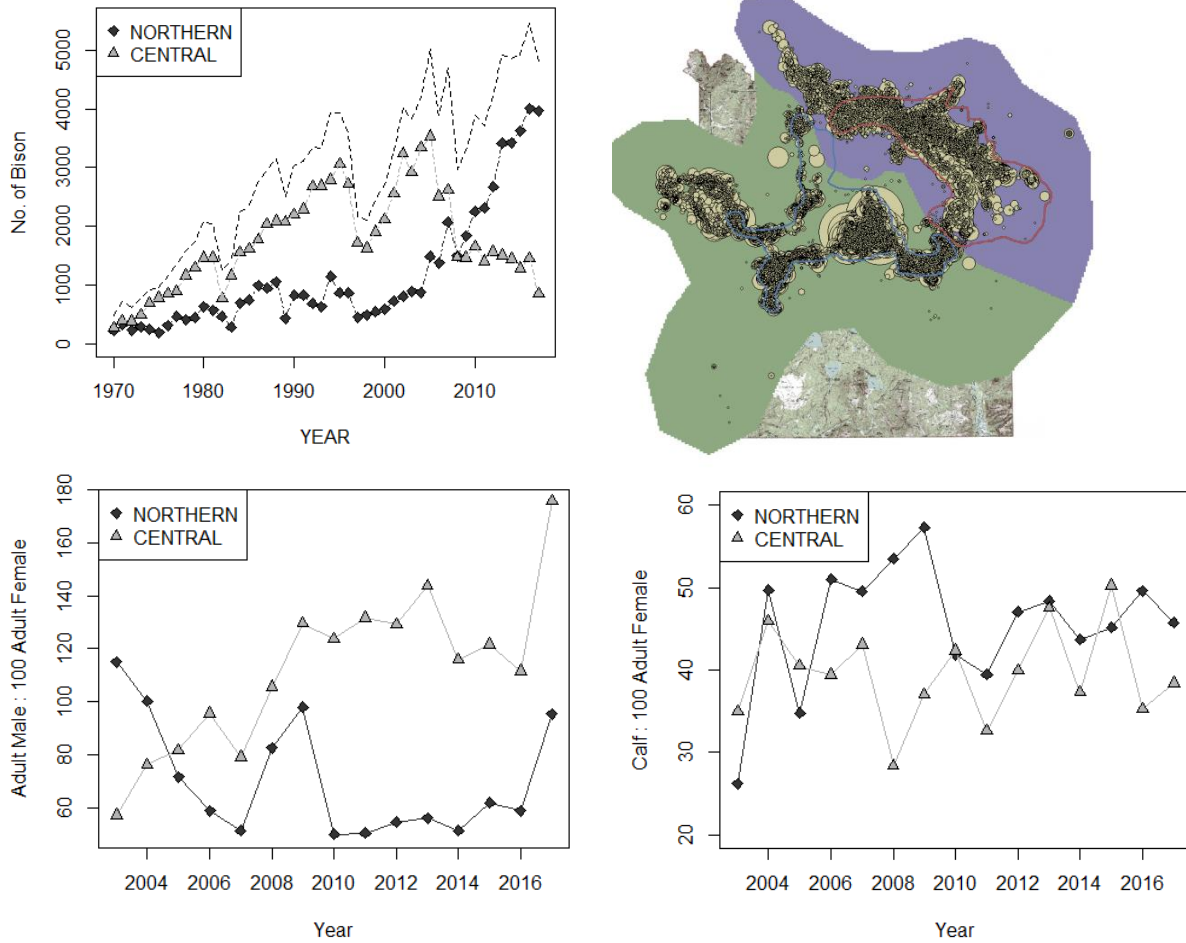 NORTHERN
CENTRAL
No. of Bison
5000
4000
3000
2000
1000
0
1970 1980 1990 2000 2010
YEAR
NORTHERN
CENTRAL
Adult Male : 100 Adult Female
180
160
140
120
100
80
60
2004 2006 2008 2010 2012 2014 2016
Year
NORTHERN
CENTRAL
Calf : 100 Adult Female
60
50
40
30
20
2004 2006 2008 2010 2012 2014 2016
Year